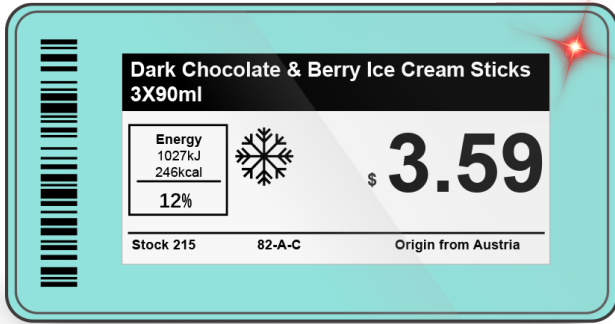 Dark Chocolate & Berry Ice Cream Sticks
3X90ml
Energy
1027kJ
246kcal
12%
$ 3.59
Stock 215 82-A-C Origin from Austria